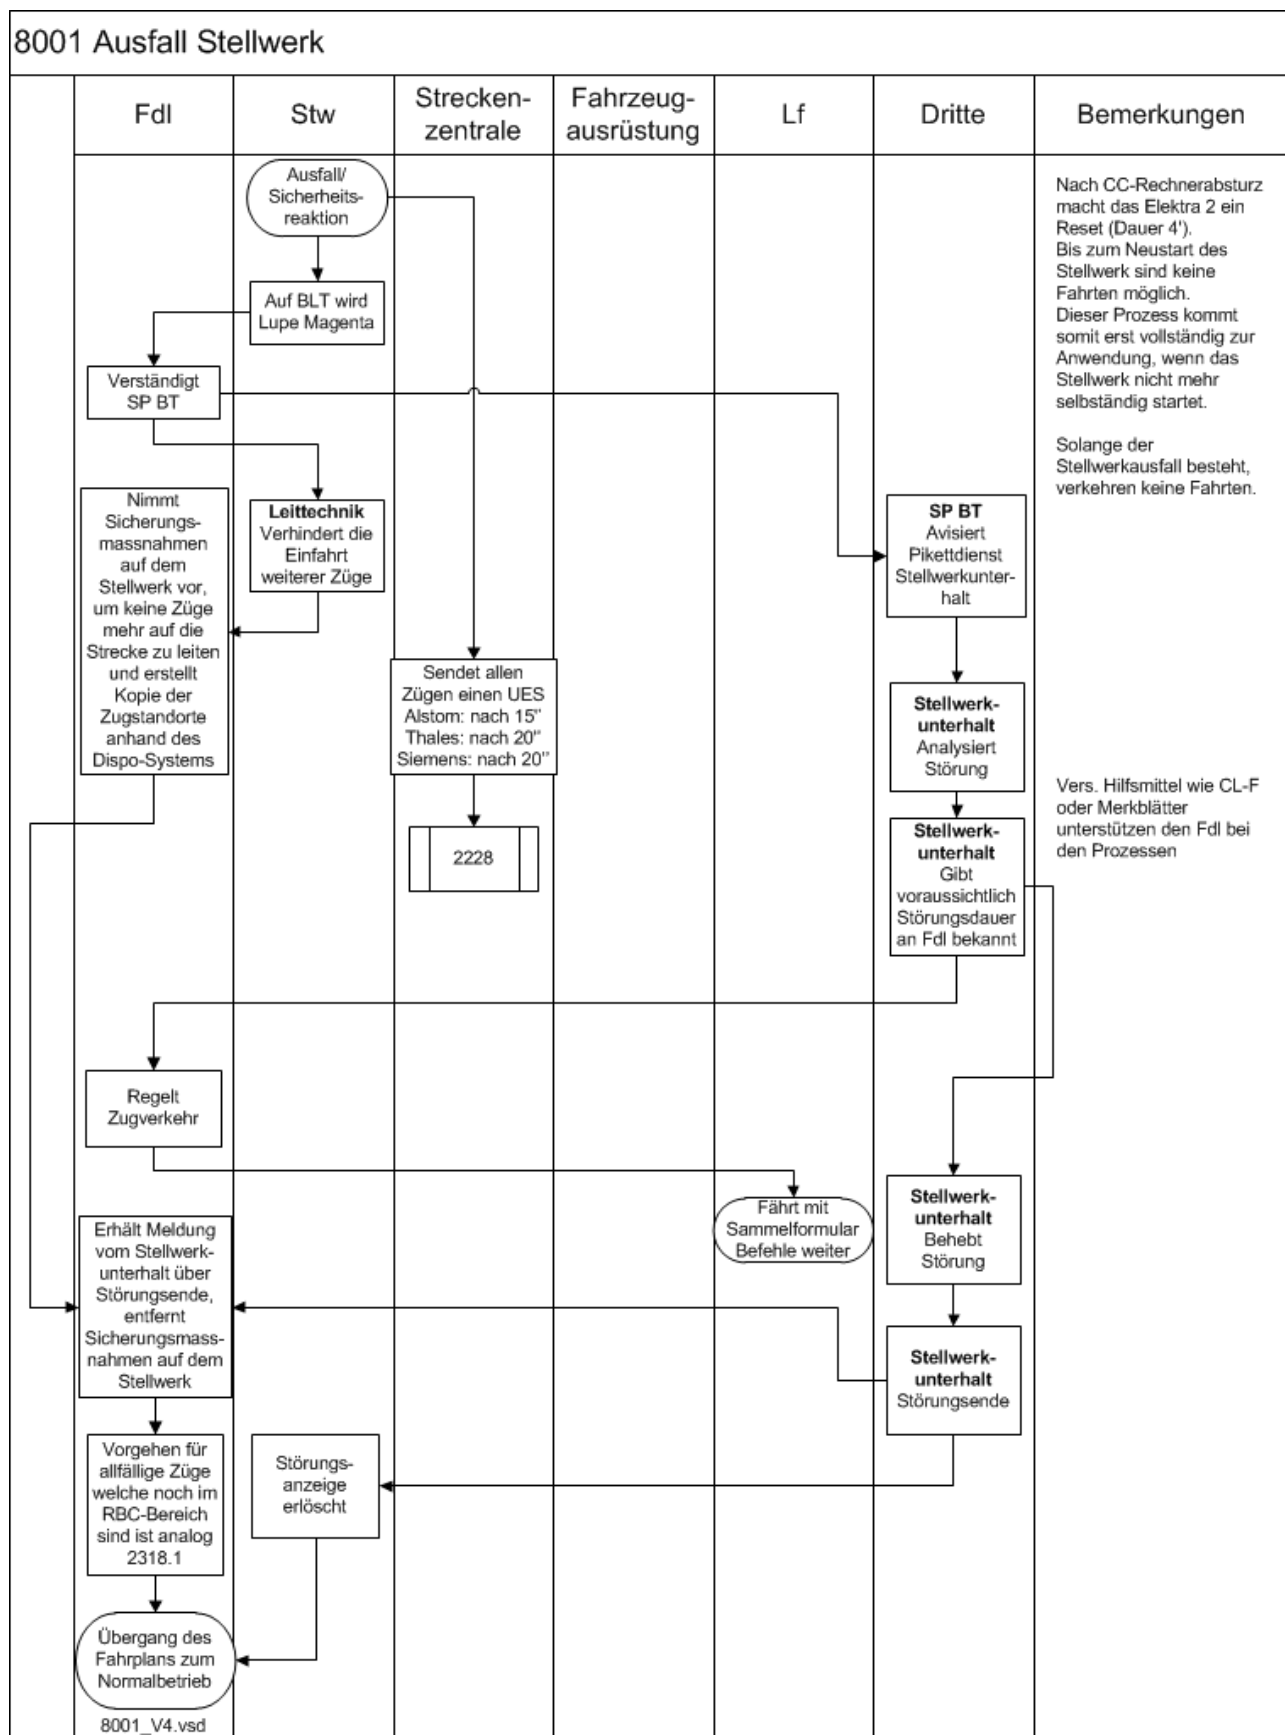 8001 Ausfall Stellwerk
Fdl
Stw
Strecken-
zentrale
Fahrzeug-
ausrüstung
Lf
Dritte
Bemerkungen
Ausfall/
Sicherheits-
reaktion
Auf BLT wird
Lupe Magenta
Verständigt
SP BT
Nach CC-Rechnerabsturz
macht das Elektra 2 ein
Reset (Dauer 4').
Bis zum Neustart des
Stellwerk sind keine
Fahrten möglich.
Dieser Prozess kommt
somit erst vollständig zur
Anwendung, wenn das
Stellwerk nicht mehr
selbständig startet.
Solange der
Stellwerkausfall besteht,
verkehren keine Fahrten.
Nimmt
Sicherungs-
massnahmen
auf dem
Stellwerk vor,
um keine Züge
mehr auf die
Strecke zu leiten
und erstellt
Kopie der
Zugstandorte
anhand des
Dispo-Systems
Leittechnik
Verhindert die
Einfahrt
weiterer Züge
SP BT
Avisiert
Pikettdienst
Stellwerkunter-
halt
Sendet allen
Zügen einen UES
Alstom: nach 15"
Thales: nach 20"
Siemens: nach 20"
2228
Stellwerk-
unterhalt
Analysiert
Störung
Stellwerk-
unterhalt
Gibt
voraussichtlich
Störungsdauer
an Fdl bekannt
Vers. Hilfsmittel wie CL-F
oder Merkblätter
unterstützen den Fdl bei
den Prozessen
Regelt
Zugverkehr
Fährt mit
Sammelformular
Befehle weiter
Stellwerk-
unterhalt
Behebt
Störung
Erhält Meldung
vom Stellwerk-
unterhalt über
Störungsende,
entfernt
Sicherungsmass-
nahmen auf dem
Stellwerk
Stellwerk-
unterhalt
Störungsende
Vorgehen für
allfällige Züge
welche noch im
RBC-Bereich
sind ist analog
2318.1
Störungs-
anzeige
erlöscht
Übergang des
Fahrplans zum
Normalbetrieb
8001_V4.vsd